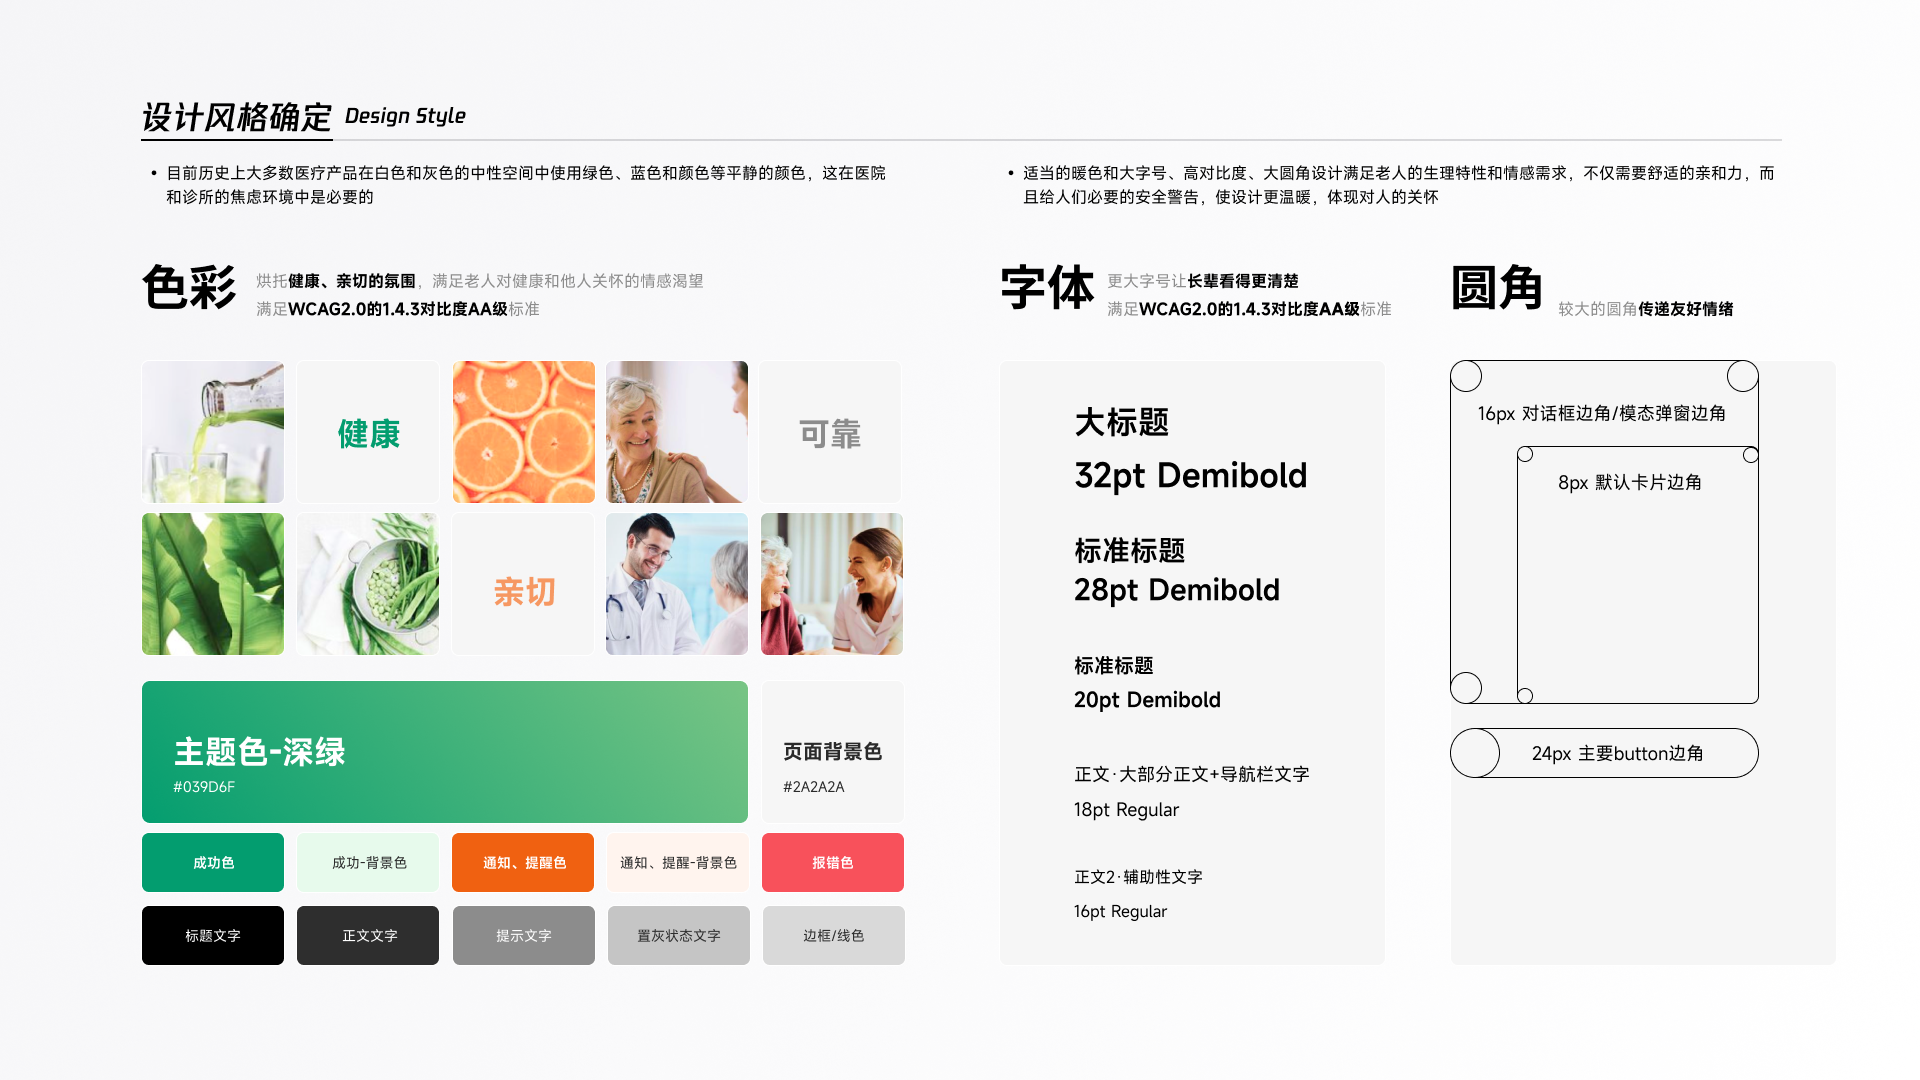 设计风格确定 Design Style
• 目前历史上大多数医疗产品在白色和灰色的中性空间中使用绿色、蓝色和颜色等平静的颜色，这在医院
和诊所的焦虑环境中是必要的
• 适当的暖色和大字号、高对比度、大圆角设计满足老人的生理特性和情感需求，不仅需要舒适的亲和力，而
且给人们必要的安全警告，使设计更温暖，体现对人的关怀
色彩
烘托健康、亲切的氛围，满足老人对健康和他人关怀的情感渴望
满足WCAG2.0的1.4.3对比度AA级标准
健康
可靠
亲切
主题色-深绿
#039D6F
页面背景色
#2A2A2A
成功色
成功-背景色
通知、提醒色
通知、提醒-背景色
报错色
标题文字
正文文字
提示文字
置灰状态文字
边框/线色
字体
更大字号让长辈看得更清楚
满足WCAG2.0的1.4.3对比度AA级标准
大标题
32pt Demibold
标准标题
28pt Demibold
标准标题
20pt Demibold
正文·大部分正文+导航栏文字
18pt Regular
正文2·辅助性文字
16pt Regular
圆角
较大的圆角传递友好情绪
16px 对话框边角/模态弹窗边角
8px 默认卡片边角
24px 主要button边角